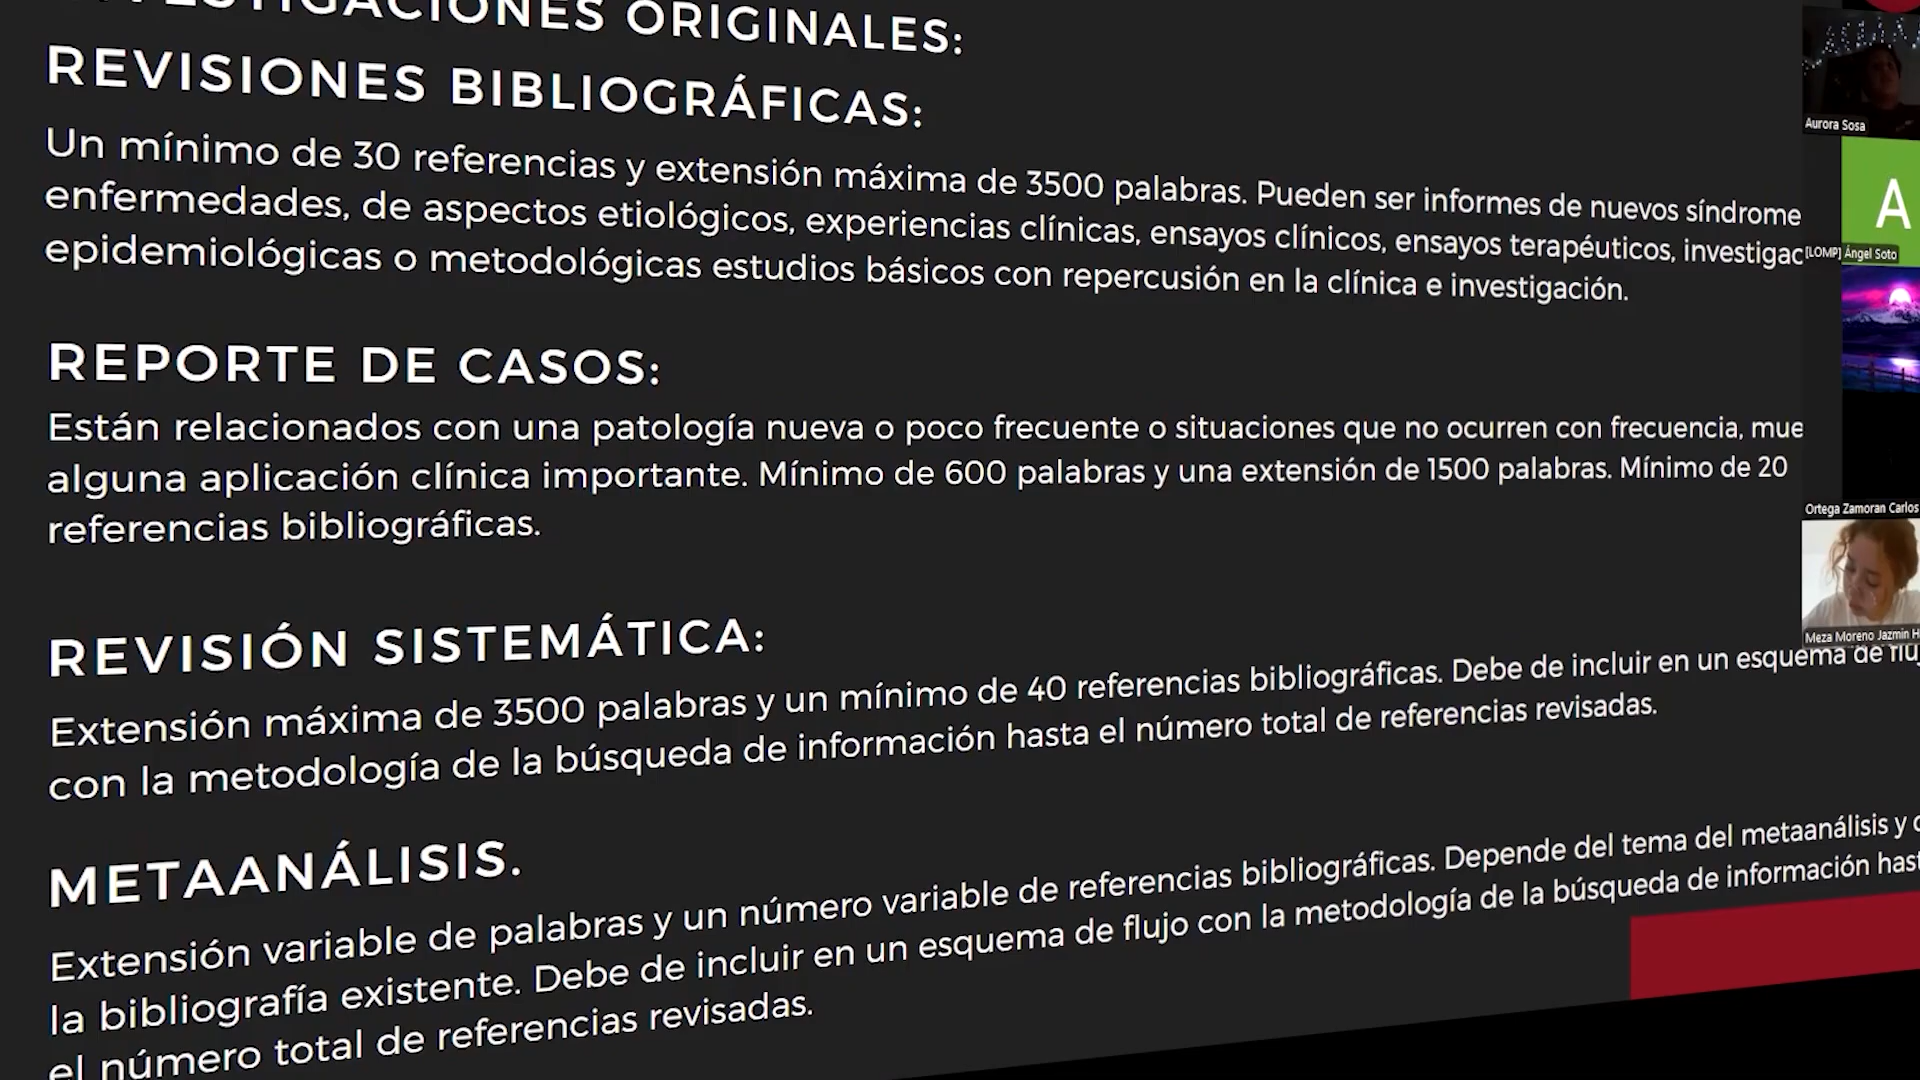 ORIGINALES:
REVISIONES BIBLIOGRÁFICAS:
Un mínimo de 30 referencias y extensión máxima de 3500 palabras. Pueden ser informes de nuevos síndrome
enfermedades, de aspectos etiológicos, experiencias clínicas, ensayos clínicos, ensayos terapéuticos, investigac
epidemiológicas o metodológicas estudios básicos con repercusión en la clínica e investigación.
REPORTE DE CASOS:
Están relacionados con una patología nueva o poco frecuente o situaciones que no ocurren con frecuencia, mue
alguna aplicación clínica importante. Mínimo de 600 palabras y una extensión de 1500 palabras. Mínimo de 20
referencias bibliográficas.
REVISIÓN SISTEMÁTICA:
Extensión máxima de 3500 palabras y un mínimo de 40 referencias bibliográficas. Debe de incluir en un esquema de fluj
con la metodología de la búsqueda de información hasta el número total de referencias revisadas.
METAANÁLISIS.
Extensión variable de palabras y un número variable de referencias bibliográficas. Depende del tema del metaanálisis y
la bibliografía existente. Debe de incluir en un esquema de flujo con la metodología de la búsqueda de información hast
el número total de referencias revisadas.
Aurora Sosa
A
[LOMP] Ángel Soto
Ortega Zamoran Carlos
Meza Moreno Jazmin H